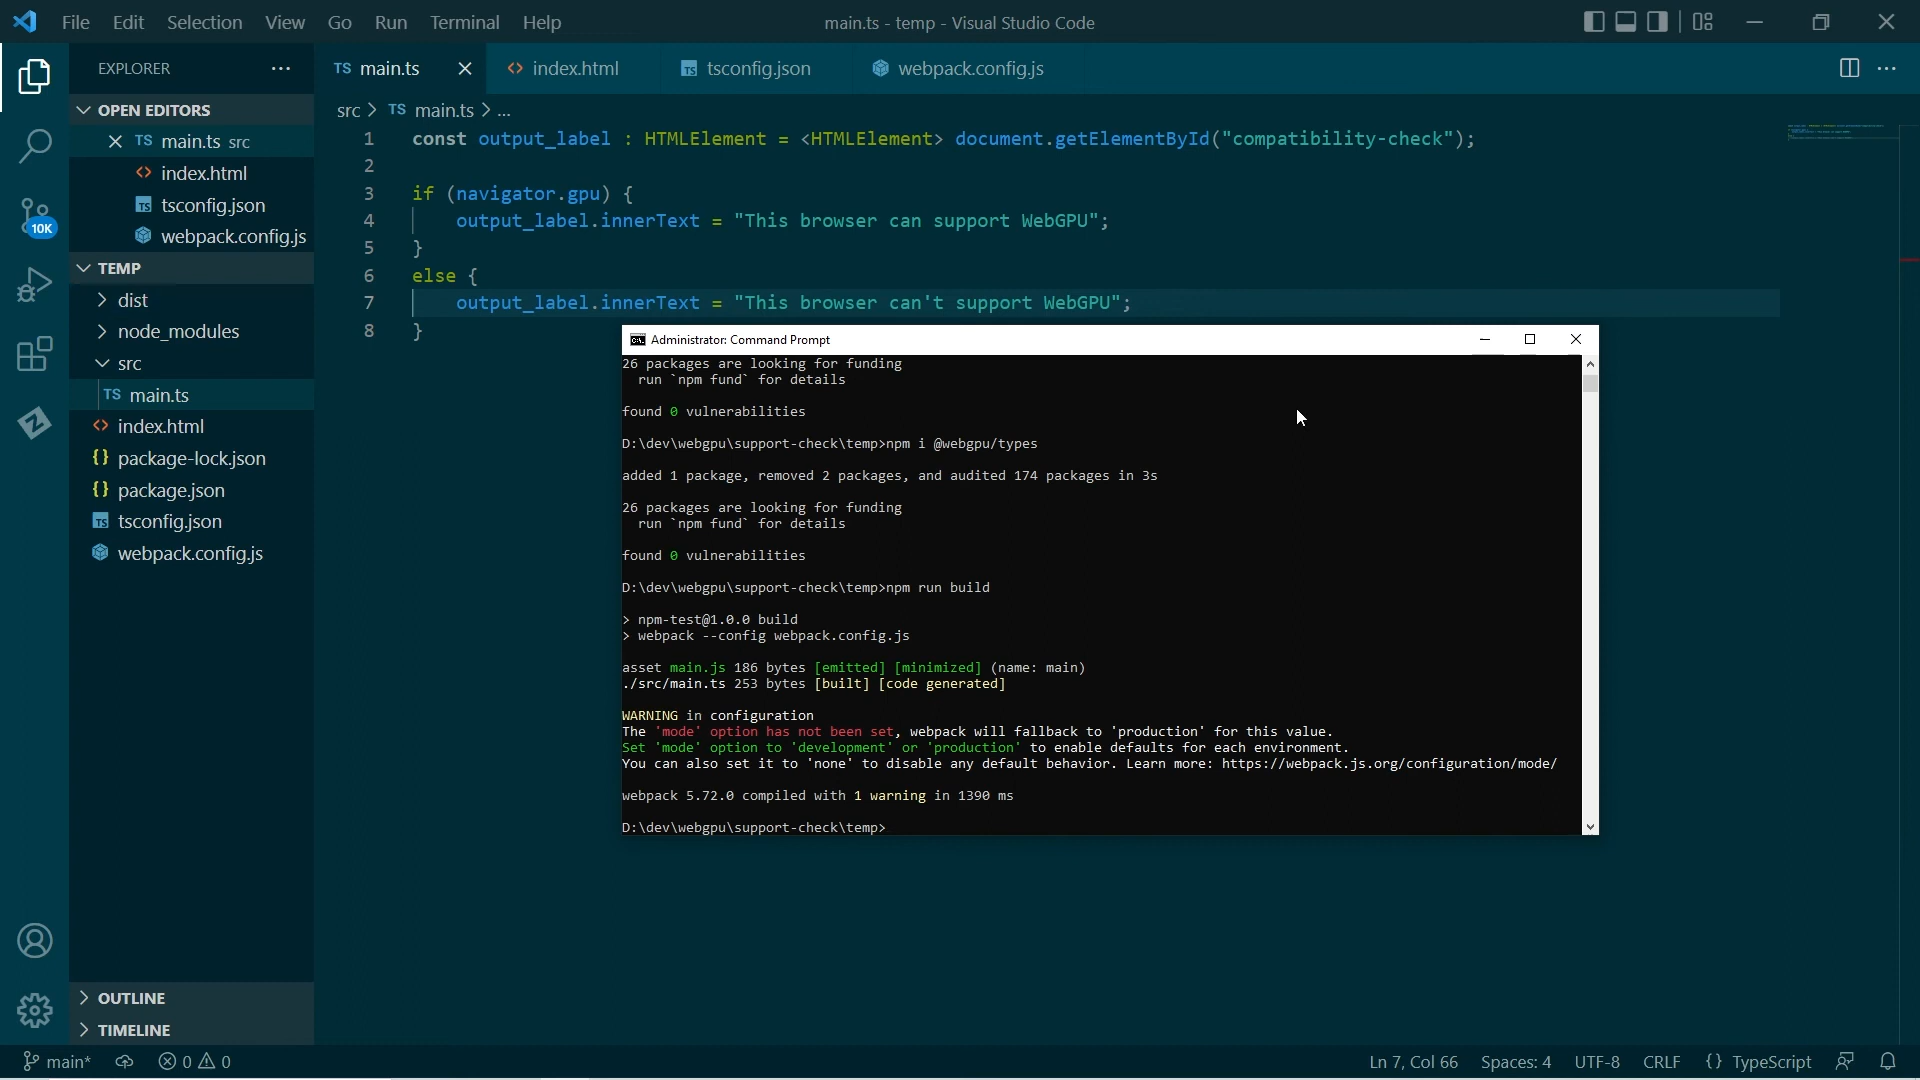 File Edit Selection View Go Run Terminal Help
main.ts - temp - Visual Studio Code
EXPLORER
OPEN EDITORS
TS main.ts src
index.html
tsconfig.json
webpack.config.js
TEMP
dist
node_modules
src
TS main.ts
index.html
{} package-lock.json
{} package.json
TS tsconfig.json
webpack.config.js
OUTLINE
TIMELINE
10K
TS main.ts
index.html
TS tsconfig.json
webpack.config.js
src > TS main.ts > ...
1 const output_label : HTMLElement = <HTMLElement> document.getElementById("compatibility-check");
2
3 if (navigator.gpu) {
4 output_label.innerText = "This browser can support WebGPU";
5 }
6 else {
7 output_label.innerText = "This browser can't support WebGPU";
8 }
Administrator: Command Prompt
26 packages are looking for funding
run `npm fund` for details
found 0 vulnerabilities
D:\dev\webgpu\support-check\temp>npm i @webgpu/types
added 1 package, removed 2 packages, and audited 174 packages in 3s
26 packages are looking for funding
run `npm fund` for details
found 0 vulnerabilities
D:\dev\webgpu\support-check\temp>npm run build
> npm-test@1.0.0 build
> webpack --config webpack.config.js
asset main.js 186 bytes [emitted] [minimized] (name: main)
./src/main.ts 253 bytes [built] [code generated]
WARNING in configuration
The 'mode' option has not been set, webpack will fallback to 'production' for this value.
Set 'mode' option to 'development' or 'production' to enable defaults for each environment.
You can also set it to 'none' to disable any default behavior. Learn more: https://webpack.js.org/configuration/mode/
webpack 5.72.0 compiled with 1 warning in 1390 ms
D:\dev\webgpu\support-check\temp>
main* 0 0
Ln 7, Col 66 Spaces: 4 UTF-8 CRLF {} TypeScript